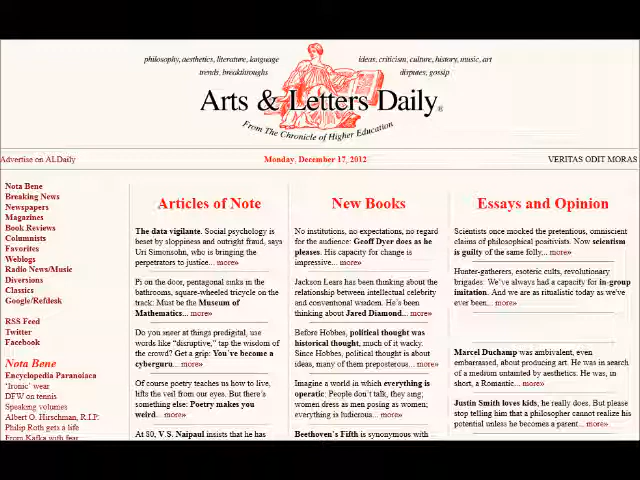 philosophy, aesthetics, literature, language
trends, breakthroughs
ideas, criticism, culture, history, music, art
disputes, gossip
Arts & Letters Daily®
From The Chronicle of Higher Education
Advertise on ALDaily
Monday, December 17, 2012
VERITAS ODIT MORAS
Nota Bene
Breaking News
Newspapers
Magazines
Book Reviews
Columnists
Favorites
Weblogs
Radio News/Music
Diversions
Classics
Google/Refdesk
RSS Feed
Twitter
Facebook
Nota Bene
Encyclopedia Paranoiaca
'Ironic' wear
DFW on tennis
Speaking volumes
Albert O. Hirschman, R.I.P.
Philip Roth gets a life
From Kafka with fear
Articles of Note
The data vigilante. Social psychology is
beset by sloppiness and outright fraud, says
Uri Simonsohn, who is bringing the
perpetrators to justice... more»
Pi on the door, pentagonal sinks in the
bathrooms, square-wheeled tricycle on the
track: Must be the Museum of
Mathematics... more»
Do you sneer at things predigital, use
words like "disruptive," tap the wisdom of
the crowd? Get a grip: You've become a
cyberguru... more»
Of course poetry teaches us how to live,
lifts the veil from our eyes. But there's
something else: Poetry makes you
weird... more»
At 80, V.S. Naipaul insists that he has
New Books
No institutions, no expectations, no regard
for the audience: Geoff Dyer does as he
pleases. His capacity for change is
impressive... more»
Jackson Lears has been thinking about the
relationship between intellectual celebrity
and conventional wisdom. He's been
thinking about Jared Diamond... more»
Before Hobbes, political thought was
historical thought, much of it wacky.
Since Hobbes, political thought is about
ideas, many of them preposterous... more»
Imagine a world in which everything is
operatic: People don't talk, they sing;
women dress as men posing as women;
everything is ludicrous... more»
Beethoven's Fifth is synonymous with
Essays and Opinion
Scientists once mocked the pretentious, omniscient
claims of philosophical positivists. Now scientism
is guilty of the same folly... more»
Hunter-gatherers, esoteric cults, revolutionary
brigades: We've always had a capacity for in-group
imitation. And we are as ritualistic today as we've
ever been... more»
Marcel Duchamp was ambivalent, even
embarrassed, about producing art. He was in search
of a medium untainted by aesthetics. He was, in
short, a Romantic... more»
Justin Smith loves kids, he really does. But please
stop telling him that a philosopher cannot realize his
potential unless he becomes a parent... more»